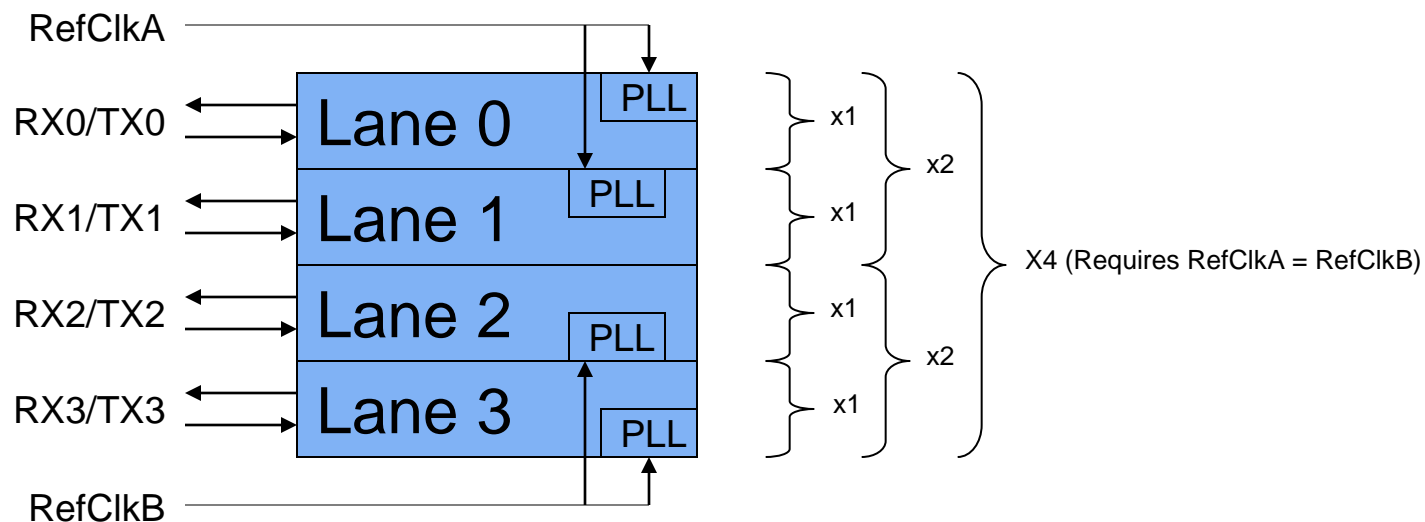 RefClkA
PLL
RX0/TX0
Lane 0
x1
x2
PLL
RX1/TX1
Lane 1
x1
X4 (Requires RefClkA = RefClkB)
RX2/TX2
Lane 2
x1
PLL
x2
RX3/TX3
Lane 3
x1
PLL
RefClkB